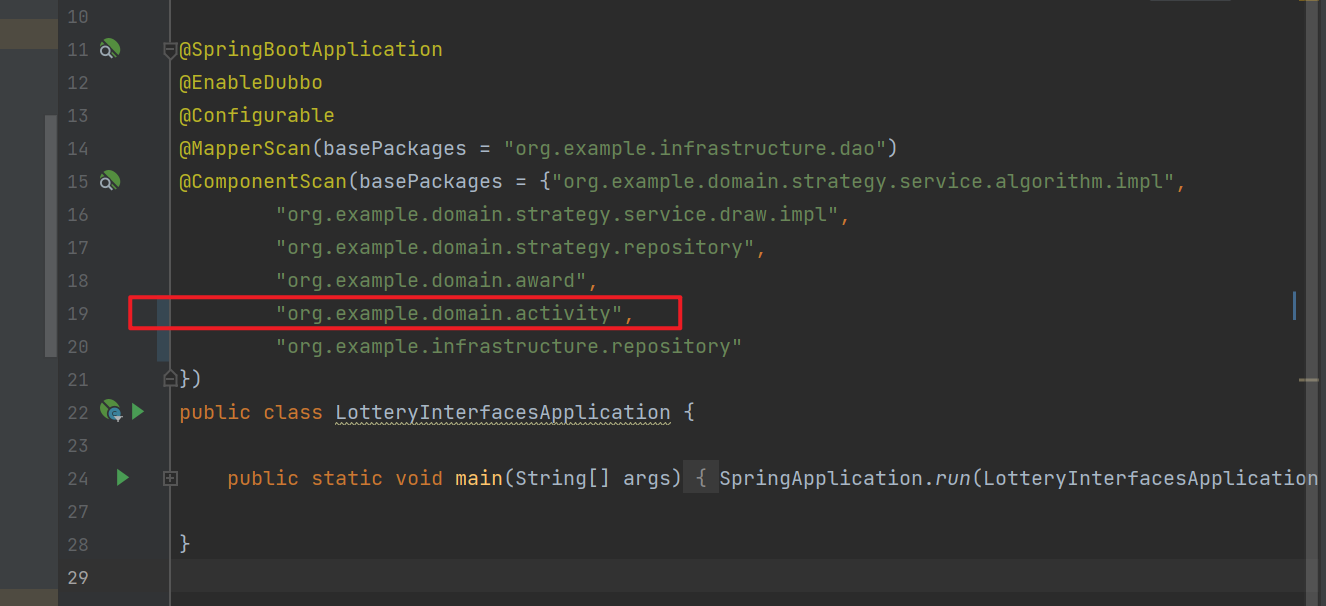 10
11 @SpringBootApplication
12 @EnableDubbo
13 @Configurable
14 @MapperScan(basePackages = "org.example.infrastructure.dao")
15 @ComponentScan(basePackages = {"org.example.domain.strategy.service.algorithm.impl",
16 "org.example.domain.strategy.service.draw.impl",
17 "org.example.domain.strategy.repository",
18 "org.example.domain.award",
19 "org.example.domain.activity",
20 "org.example.infrastructure.repository"
21 })
22 public class LotteryInterfacesApplication {
23
24 public static void main(String[] args) { SpringApplication.run(LotteryInterfacesApplication
27
28 }
29